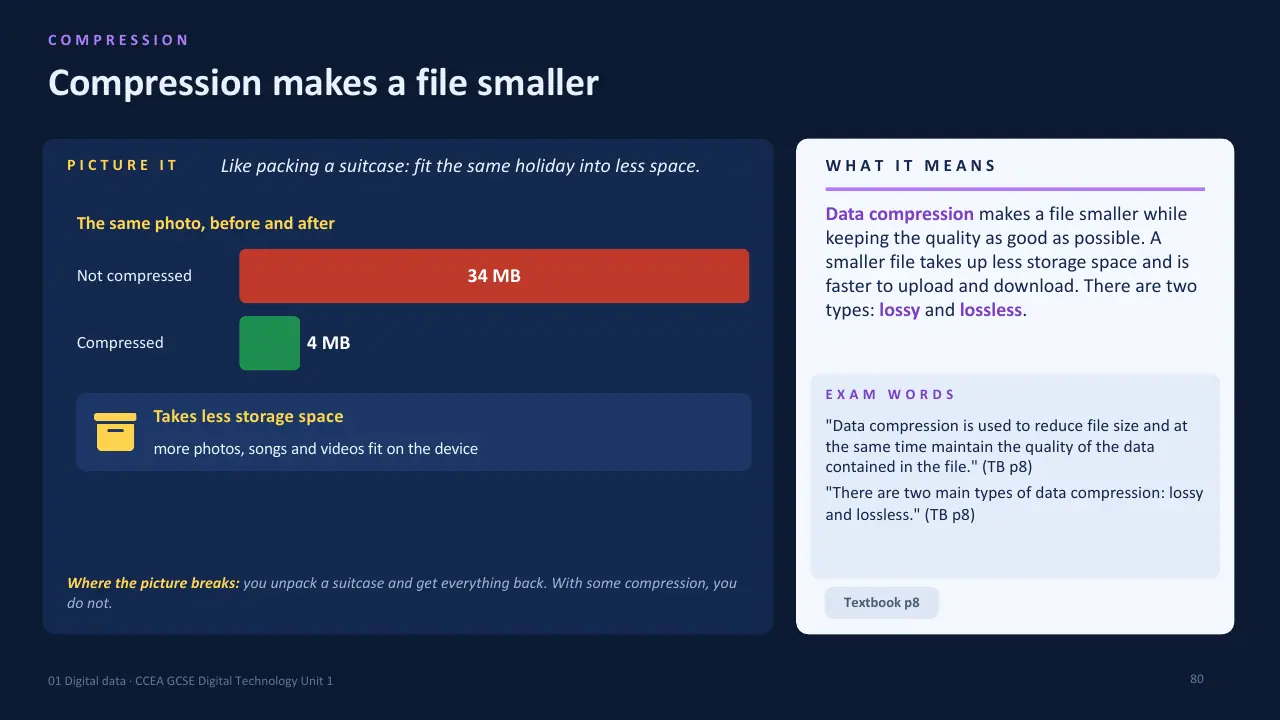 COMPRESSION
Compression makes a file smaller
PICTURE IT
Like packing a suitcase: fit the same holiday into less space.
The same photo, before and after
Not compressed
34 MB
Compressed
4 MB
Takes less storage space
more photos, songs and videos fit on the device
Where the picture breaks: you unpack a suitcase and get everything back. With some compression, you
do not.
WHAT IT MEANS
Data compression makes a file smaller while
keeping the quality as good as possible. A
smaller file takes up less storage space and is
faster to upload and download. There are two
types: lossy and lossless.
EXAM WORDS
"Data compression is used to reduce file size and at
the same time maintain the quality of the data
contained in the file." (TB p8)
"There are two main types of data compression: lossy
and lossless." (TB p8)
Textbook p8
01 Digital data · CCEA GCSE Digital Technology Unit 1
80